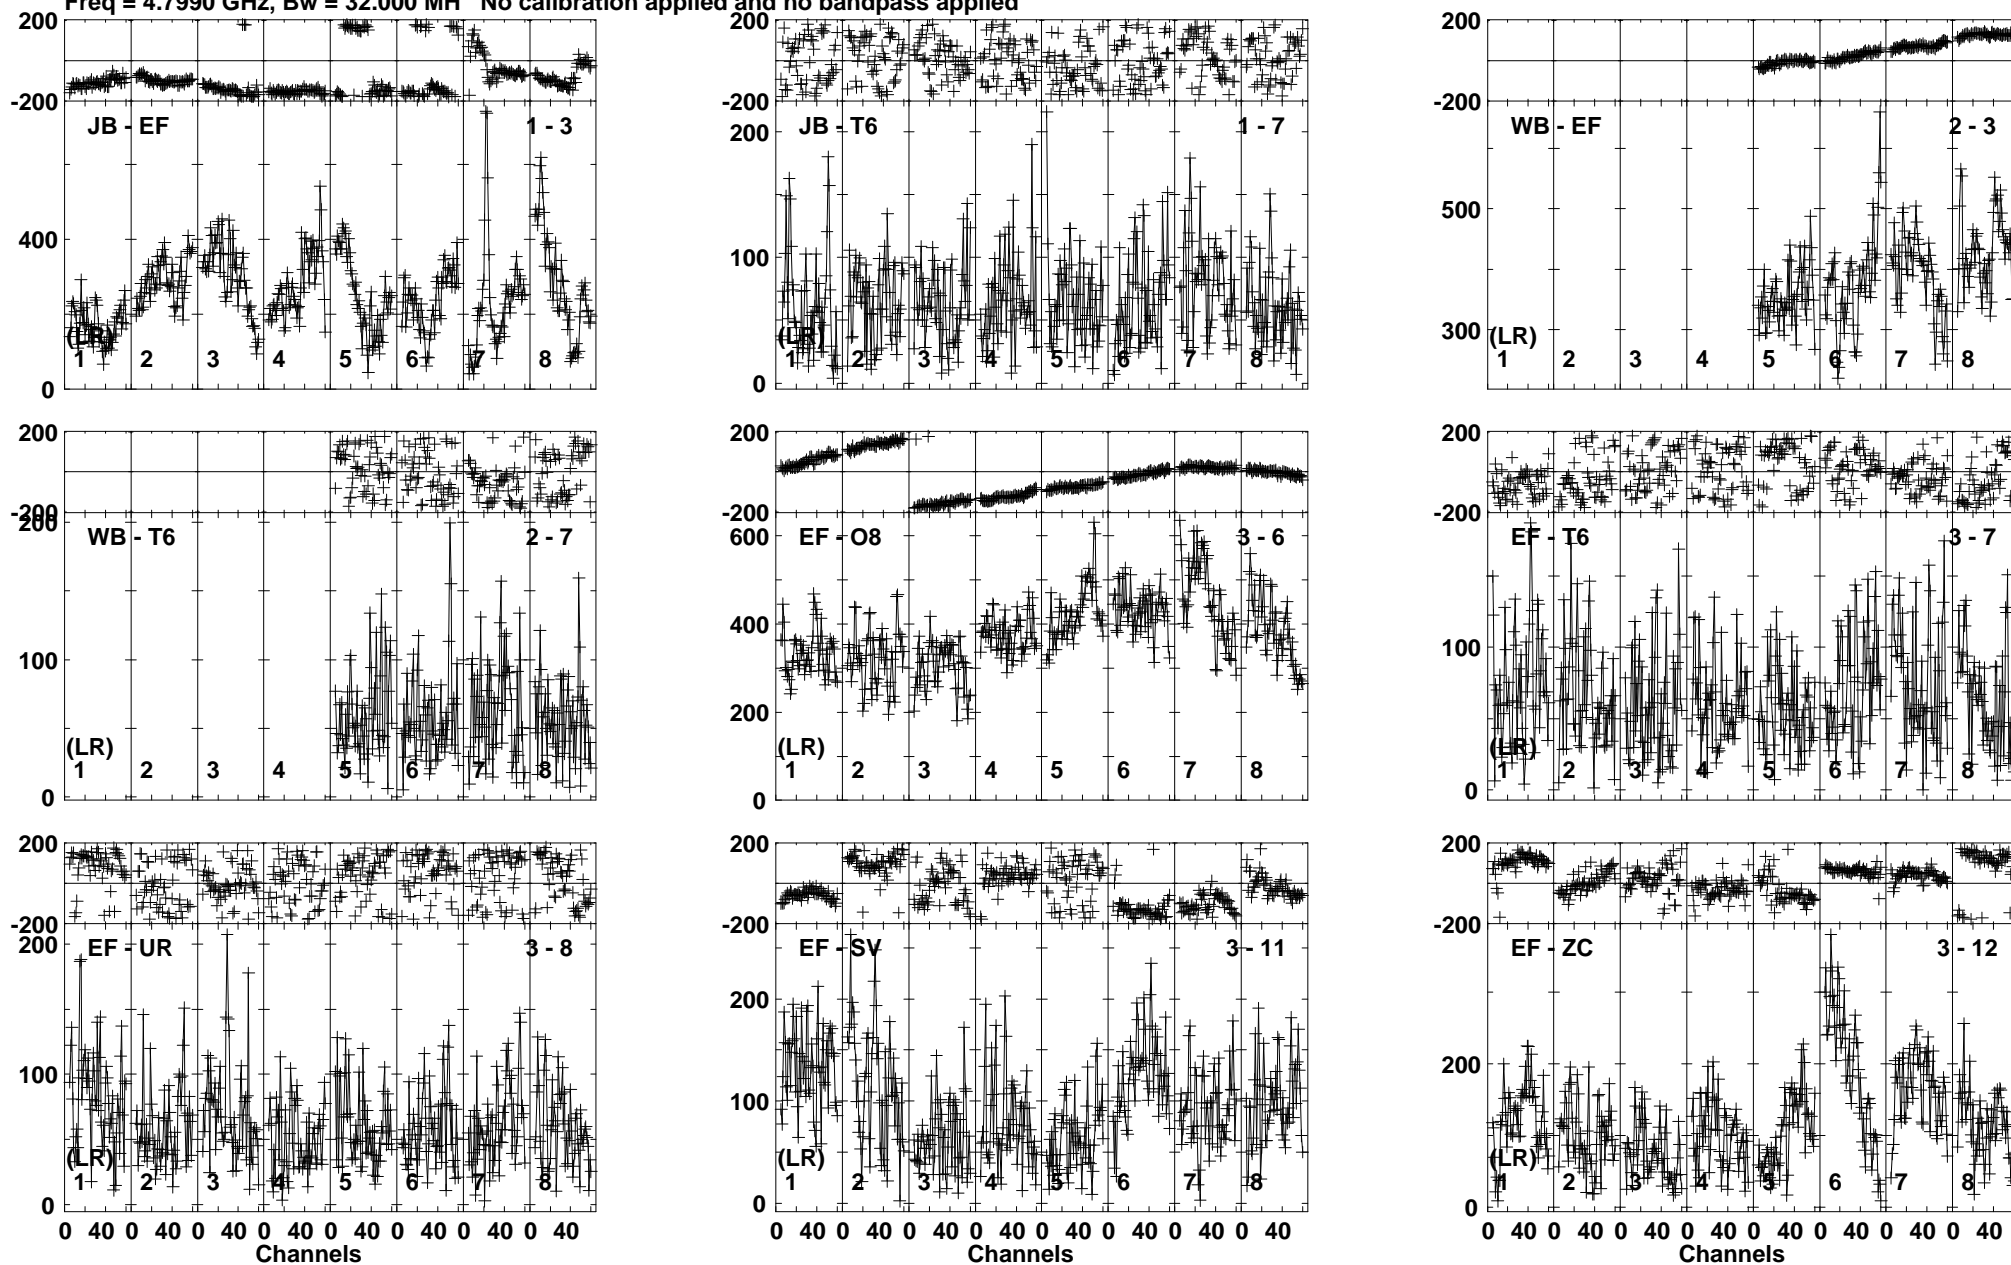 Freq = 4.7990 GHz, Bw = 32.000 MH No calibration applied and no bandpass applied
200 200 200
-200 -200 -200
JB - EF 1 - 3 JB - T6 1 - 7 WB - EF 2 - 3
200
400 100 500
300
(LR) (LR) (LR)
1 2 3 4 5 6 7 8 1 2 3 4 5 6 7 8 1 2 3 4 5 6 7 8
0 0
200 200 200
-200 -200 -200
200
WB - T6 2 - 7 EF - O8 3 - 6 EF - T6 3 - 7
600
100 400 100
200
(LR) (LR) (LR)
1 2 3 4 5 6 7 8 1 2 3 4 5 6 7 8 1 2 3 4 5 6 7 8
0 0 0
200 200 200
-200 -200 -200
EF - UR 3 - 8 EF - SV 3 - 11 EF - ZC 3 - 12
200 200
100 100 200
(LR) (LR) (LR)
1 2 3 4 5 6 7 8 1 2 3 4 5 6 7 8 1 2 3 4 5 6 7 8
0 0 0
0 40 0 40 0 40 0 40 0 40 0 40 0 40 0 40 0 40 0 40 0 40 0 40 0 40 0 40 0 40 0 40 0 40 0 40 0 40 0 40 0 40 0 40 0 40 0 40
Channels Channels Channels